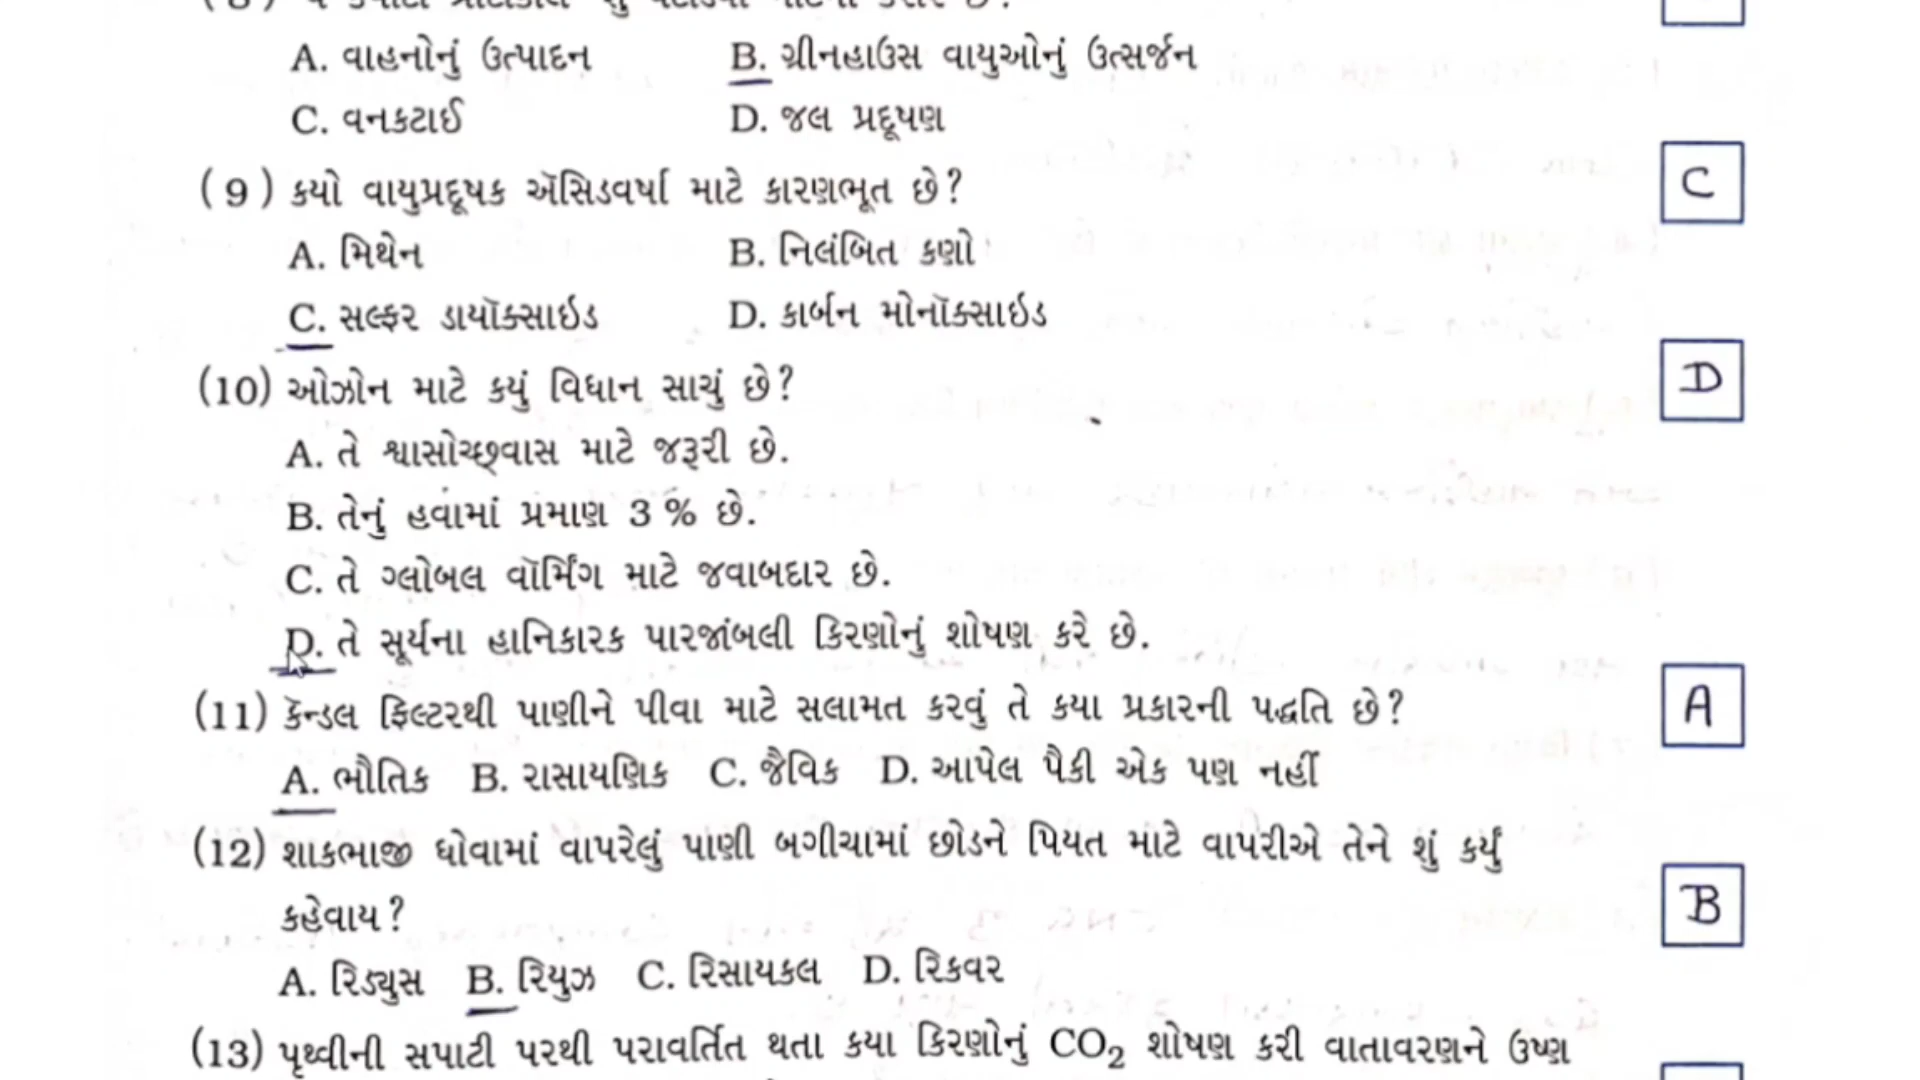 A. વાહનોનું ઉત્પાદન B. ગ્રીનહાઉસ વાયુઓનું ઉત્સર્જન
C. વનકટાઈ D. જલ પ્રદૂષણ
( 9 ) કયો વાયુપ્રદૂષક ઍસિડવર્ષા માટે કારણભૂત છે? C
A. મિથેન B. નિલંબિત કણો
C. સલ્ફર ડાયૉક્સાઇડ D. કાર્બન મોનૉક્સાઇડ
(10) ઓઝોન માટે કયું વિધાન સાચું છે? D
A. તે શ્વાસોચ્છ્વાસ માટે જરૂરી છે.
B. તેનું હવામાં પ્રમાણ 3 % છે.
C. તે ગ્લોબલ વૉર્મિંગ માટે જવાબદાર છે.
D. તે સૂર્યના હાનિકારક પારજાંબલી કિરણોનું શોષણ કરે છે.
(11) કૅન્ડલ ફિલ્ટરથી પાણીને પીવા માટે સલામત કરવું તે કયા પ્રકારની પદ્ધતિ છે? A
A. ભૌતિક B. રાસાયણિક C. જૈવિક D. આપેલ પૈકી એક પણ નહીં
(12) શાકભાજી ધોવામાં વાપરેલું પાણી બગીચામાં છોડને પિયત માટે વાપરીએ તેને શું કર્યું
કહેવાય? B
A. રિડ્યુસ B. રિયુઝ C. રિસાયકલ D. રિકવર
(13) પૃથ્વીની સપાટી પરથી પરાવર્તિત થતા કયા કિરણોનું CO₂ શોષણ કરી વાતાવરણને ઉષ્ણ